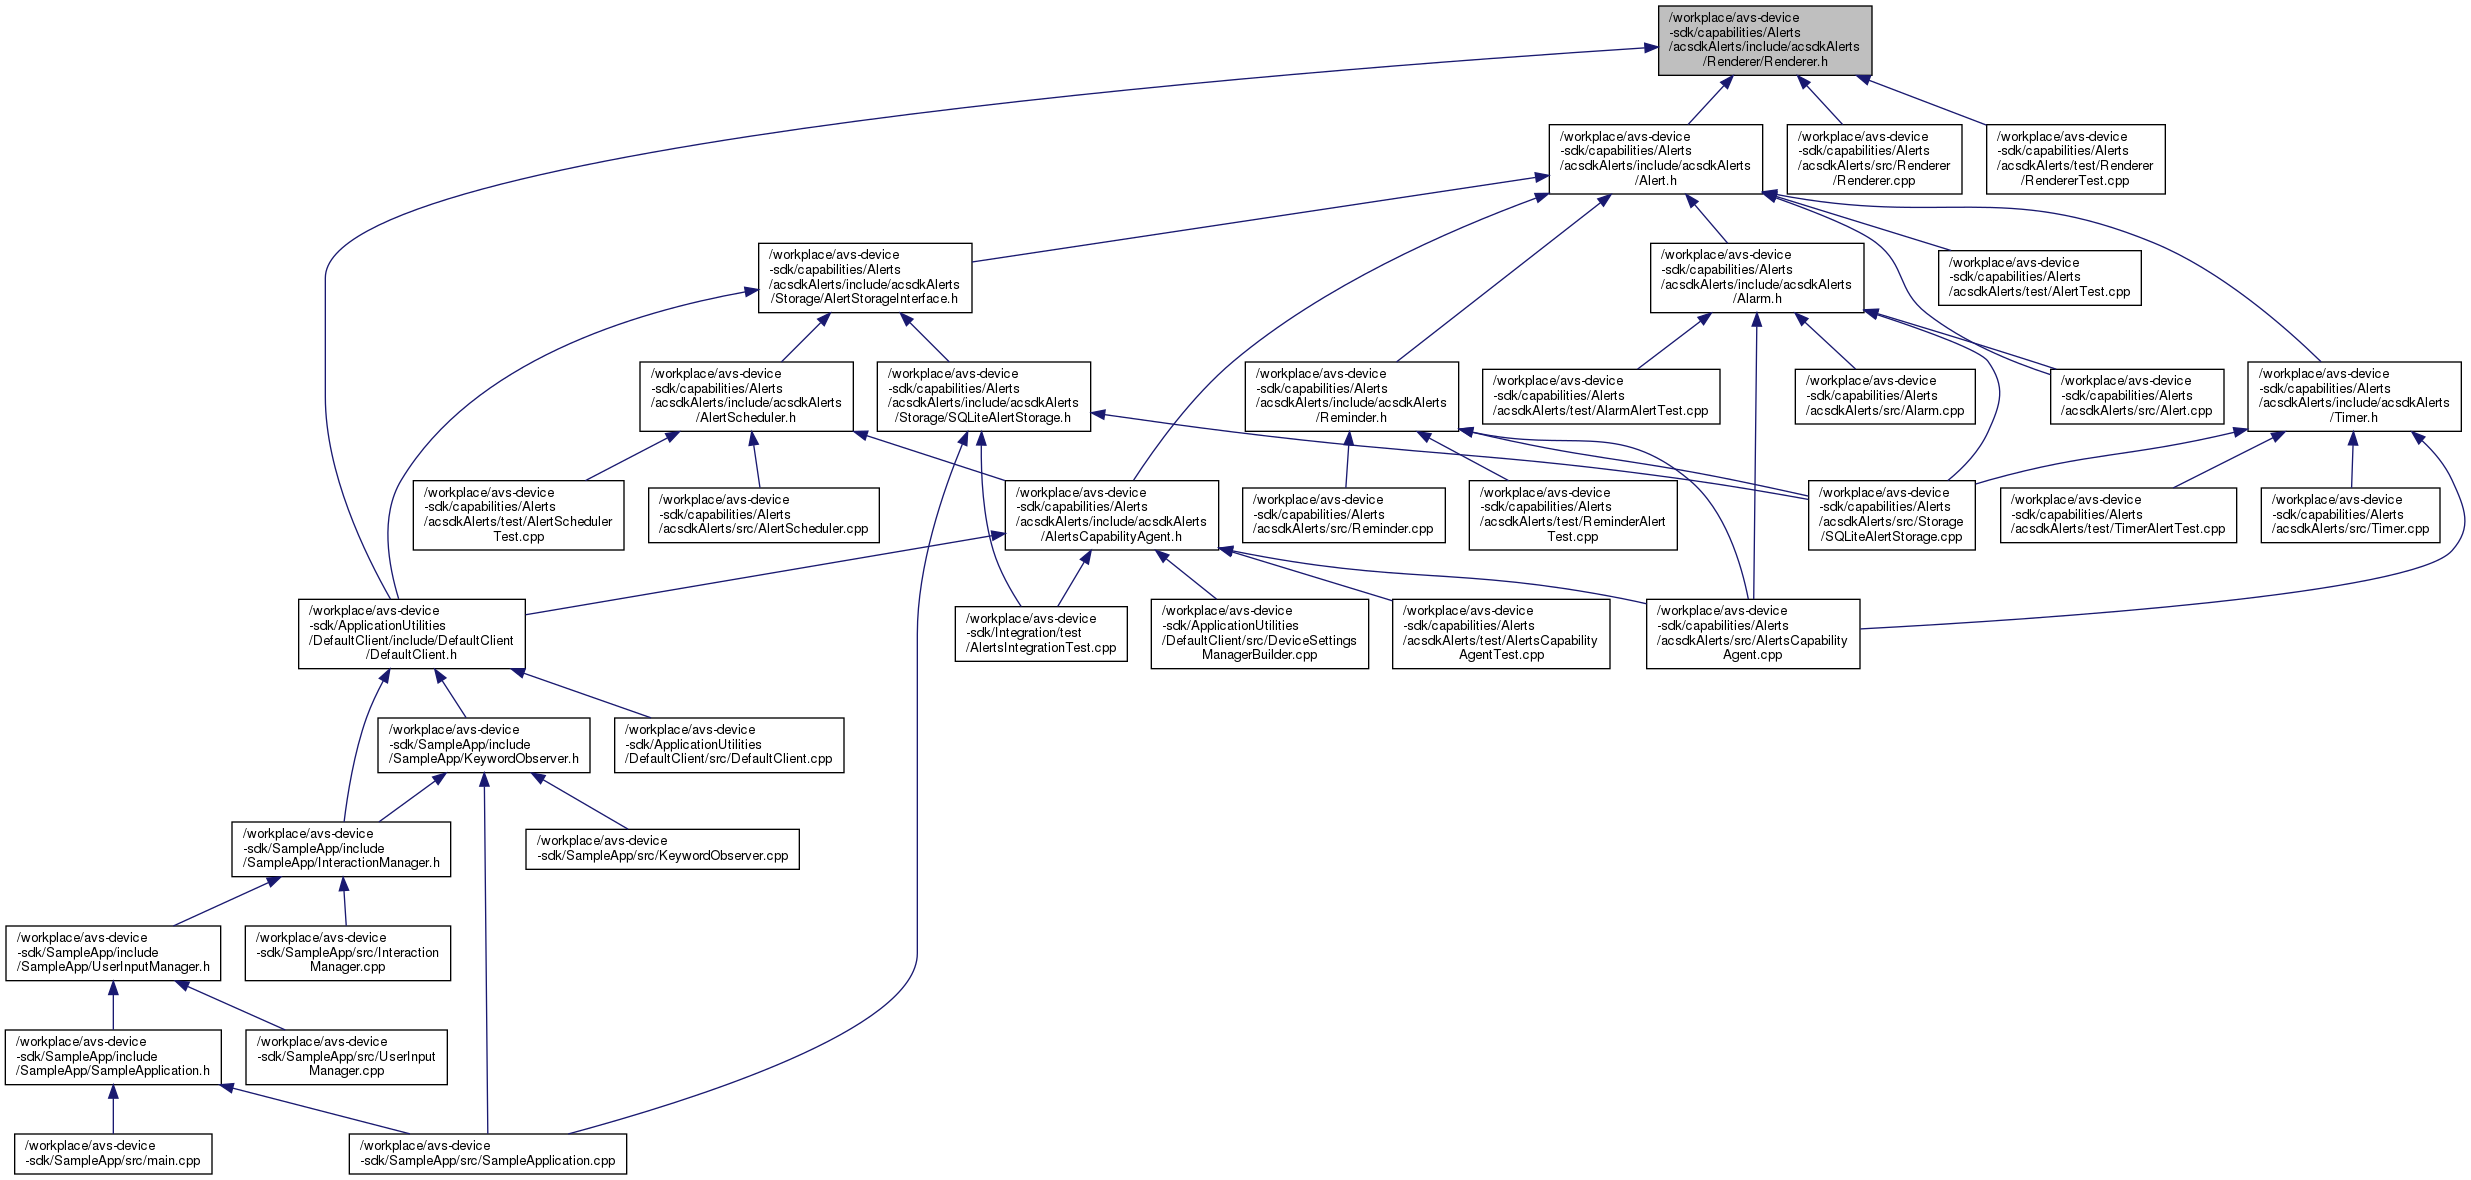 /workplace/avs-device
-sdk/capabilities/Alerts
/acsdkAlerts/include/acsdkAlerts
/Renderer/Renderer.h
/workplace/avs-device
-sdk/capabilities/Alerts
/acsdkAlerts/include/acsdkAlerts
/Alert.h
/workplace/avs-device
-sdk/capabilities/Alerts
/acsdkAlerts/src/Renderer
/Renderer.cpp
/workplace/avs-device
-sdk/capabilities/Alerts
/acsdkAlerts/test/Renderer
/RendererTest.cpp
/workplace/avs-device
-sdk/capabilities/Alerts
/acsdkAlerts/include/acsdkAlerts
/Storage/AlertStorageInterface.h
/workplace/avs-device
-sdk/capabilities/Alerts
/acsdkAlerts/include/acsdkAlerts
/Alarm.h
/workplace/avs-device
-sdk/capabilities/Alerts
/acsdkAlerts/test/AlertTest.cpp
/workplace/avs-device
-sdk/capabilities/Alerts
/acsdkAlerts/include/acsdkAlerts
/AlertScheduler.h
/workplace/avs-device
-sdk/capabilities/Alerts
/acsdkAlerts/include/acsdkAlerts
/Storage/SQLiteAlertStorage.h
/workplace/avs-device
-sdk/capabilities/Alerts
/acsdkAlerts/include/acsdkAlerts
/Reminder.h
/workplace/avs-device
-sdk/capabilities/Alerts
/acsdkAlerts/test/AlarmAlertTest.cpp
/workplace/avs-device
-sdk/capabilities/Alerts
/acsdkAlerts/src/Alarm.cpp
/workplace/avs-device
-sdk/capabilities/Alerts
/acsdkAlerts/src/Alert.cpp
/workplace/avs-device
-sdk/capabilities/Alerts
/acsdkAlerts/include/acsdkAlerts
/Timer.h
/workplace/avs-device
-sdk/capabilities/Alerts
/acsdkAlerts/test/AlertScheduler
Test.cpp
/workplace/avs-device
-sdk/capabilities/Alerts
/acsdkAlerts/src/AlertScheduler.cpp
/workplace/avs-device
-sdk/capabilities/Alerts
/acsdkAlerts/include/acsdkAlerts
/AlertsCapabilityAgent.h
/workplace/avs-device
-sdk/capabilities/Alerts
/acsdkAlerts/src/Reminder.cpp
/workplace/avs-device
-sdk/capabilities/Alerts
/acsdkAlerts/test/ReminderAlert
Test.cpp
/workplace/avs-device
-sdk/capabilities/Alerts
/acsdkAlerts/src/Storage
/SQLiteAlertStorage.cpp
/workplace/avs-device
-sdk/capabilities/Alerts
/acsdkAlerts/test/TimerAlertTest.cpp
/workplace/avs-device
-sdk/capabilities/Alerts
/acsdkAlerts/src/Timer.cpp
/workplace/avs-device
-sdk/ApplicationUtilities
/DefaultClient/include/DefaultClient
/DefaultClient.h
/workplace/avs-device
-sdk/Integration/test
/AlertsIntegrationTest.cpp
/workplace/avs-device
-sdk/ApplicationUtilities
/DefaultClient/src/DeviceSettings
ManagerBuilder.cpp
/workplace/avs-device
-sdk/capabilities/Alerts
/acsdkAlerts/test/AlertsCapability
AgentTest.cpp
/workplace/avs-device
-sdk/capabilities/Alerts
/acsdkAlerts/src/AlertsCapability
Agent.cpp
/workplace/avs-device
-sdk/SampleApp/include
/SampleApp/KeywordObserver.h
/workplace/avs-device
-sdk/ApplicationUtilities
/DefaultClient/src/DefaultClient.cpp
/workplace/avs-device
-sdk/SampleApp/include
/SampleApp/InteractionManager.h
/workplace/avs-device
-sdk/SampleApp/src/KeywordObserver.cpp
/workplace/avs-device
-sdk/SampleApp/include
/SampleApp/UserInputManager.h
/workplace/avs-device
-sdk/SampleApp/src/Interaction
Manager.cpp
/workplace/avs-device
-sdk/SampleApp/include
/SampleApp/SampleApplication.h
/workplace/avs-device
-sdk/SampleApp/src/UserInput
Manager.cpp
/workplace/avs-device
-sdk/SampleApp/src/main.cpp
/workplace/avs-device
-sdk/SampleApp/src/SampleApplication.cpp